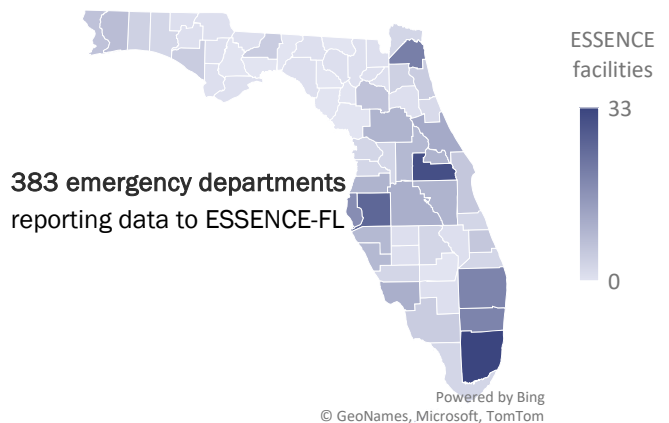 ESSENCE
facilities
33
383 emergency departments
reporting data to ESSENCE-FL
0
Powered by Bing
© GeoNames, Microsoft, TomTom